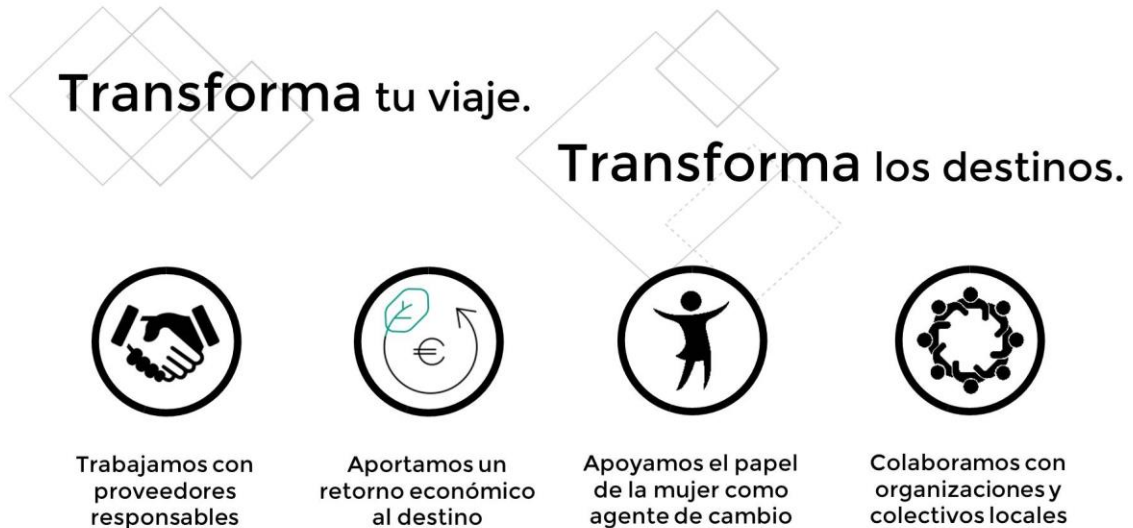 Transforma tu viaje.
Transforma los destinos.
Trabajamos con
proveedores
responsables
Aportamos un
retorno económico
al destino
Apoyamos el papel
de la mujer como
agente de cambio
Colaboramos con
organizaciones y
colectivos locales
€